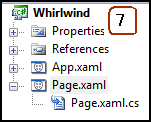 Whirlwind
7
Properties
References
App.xaml
Page.xaml
Page.xaml.cs